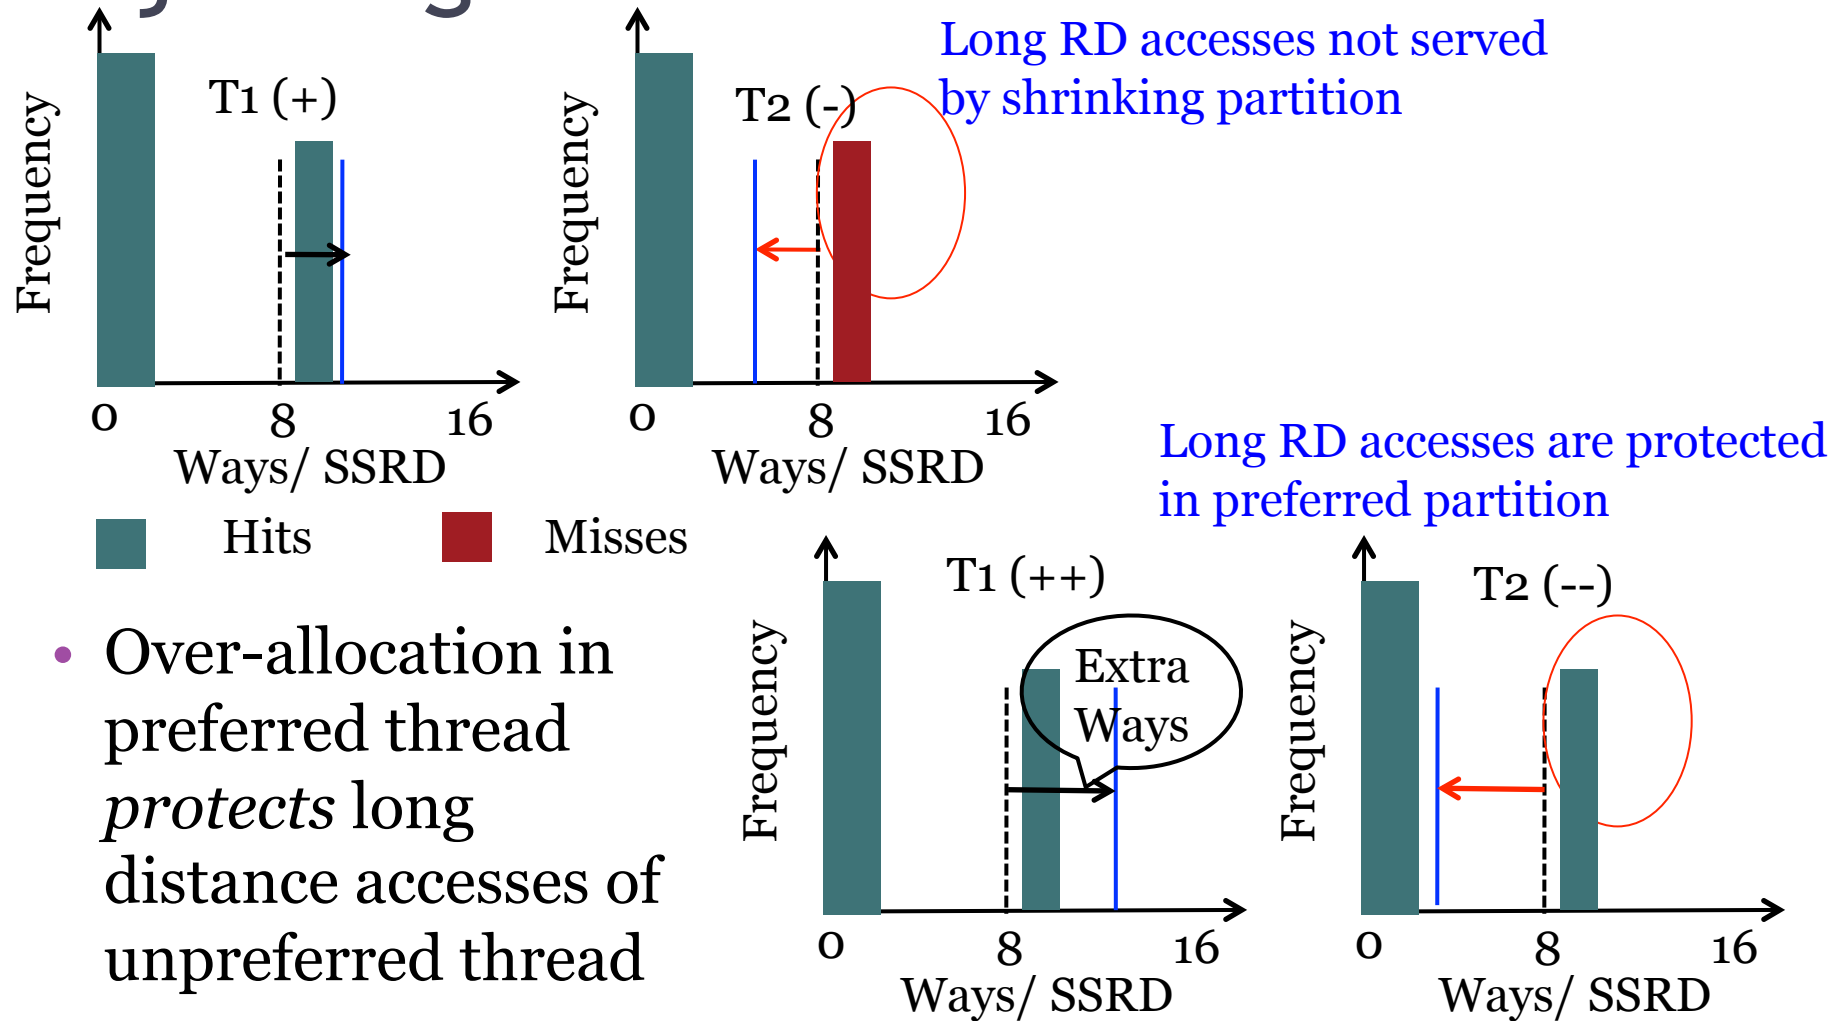 T1 (+)
Frequency
0 8 16
Ways/ SSRD
T2 (-)
Frequency
0 8 16
Ways/ SSRD
Long RD accesses not served
by shrinking partition
Hits
Misses
Long RD accesses are protected
in preferred partition
• Over-allocation in
preferred thread
protects long
distance accesses of
unpreferred thread
T1 (++)
Extra
Ways
Frequency
0 8 16
Ways/ SSRD
T2 (--)
Frequency
0 8 16
Ways/ SSRD